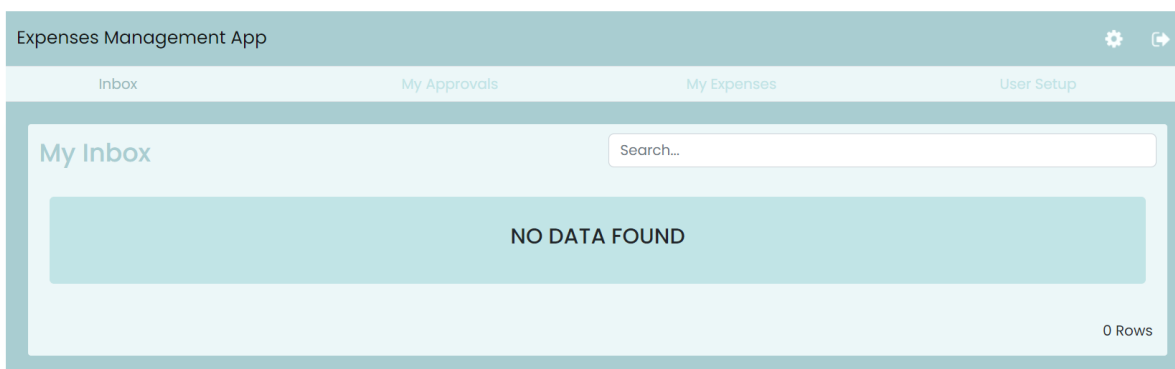 Expenses Management App
Inbox My Approvals My Expenses User Setup
My Inbox Search...
NO DATA FOUND
0 Rows